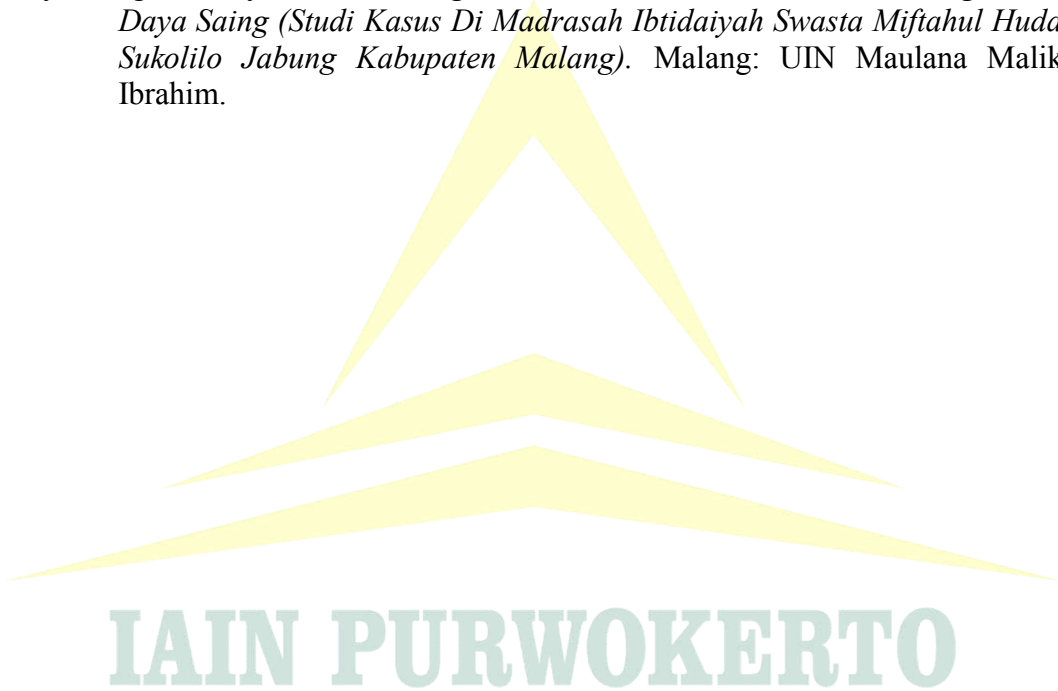 Daya Saing (Studi Kasus Di Madrasah Ibtidaiyah Swasta Miftahul Huda
Sukolilo Jabung Kabupaten Malang). Malang: UIN Maulana Malik
Ibrahim.
IAIN PURWOKERTO